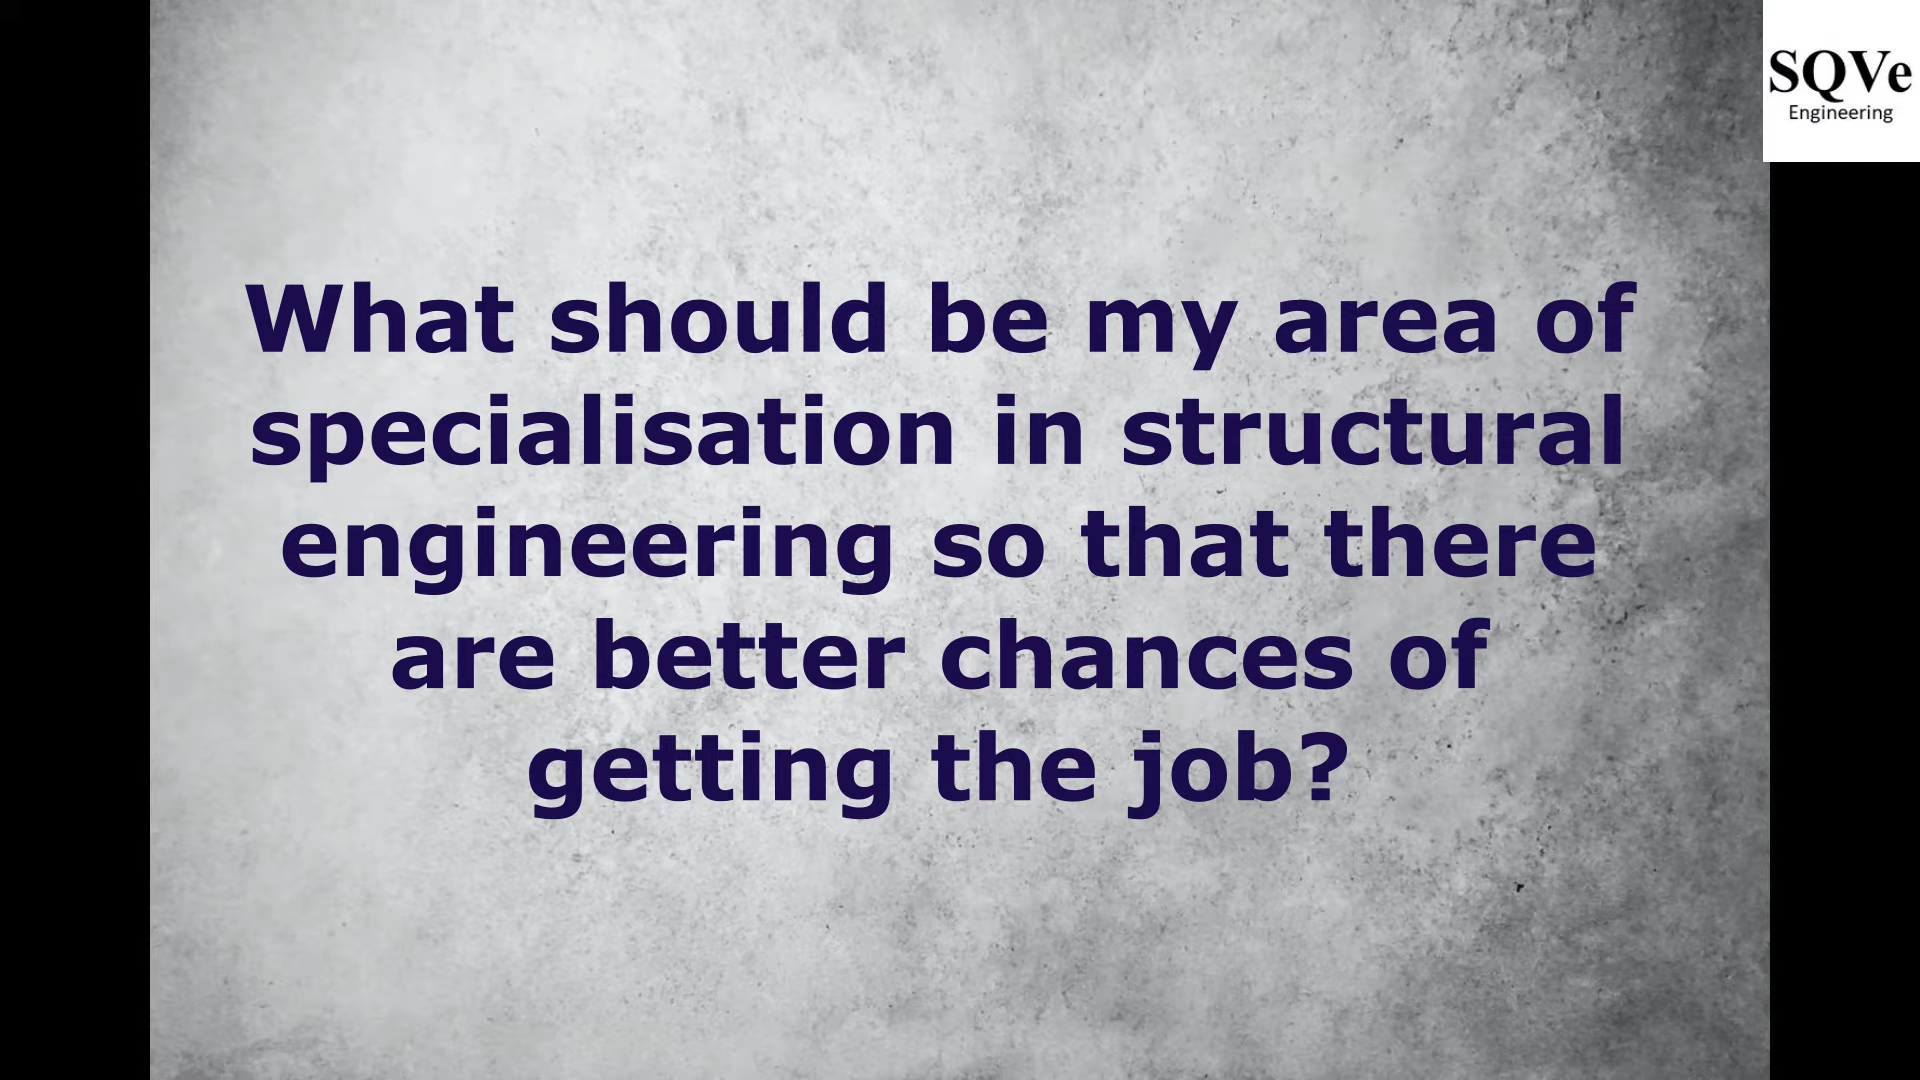 SQVe
Engineering
What should be my area of
specialisation in structural
engineering so that there
are better chances of
getting the job?